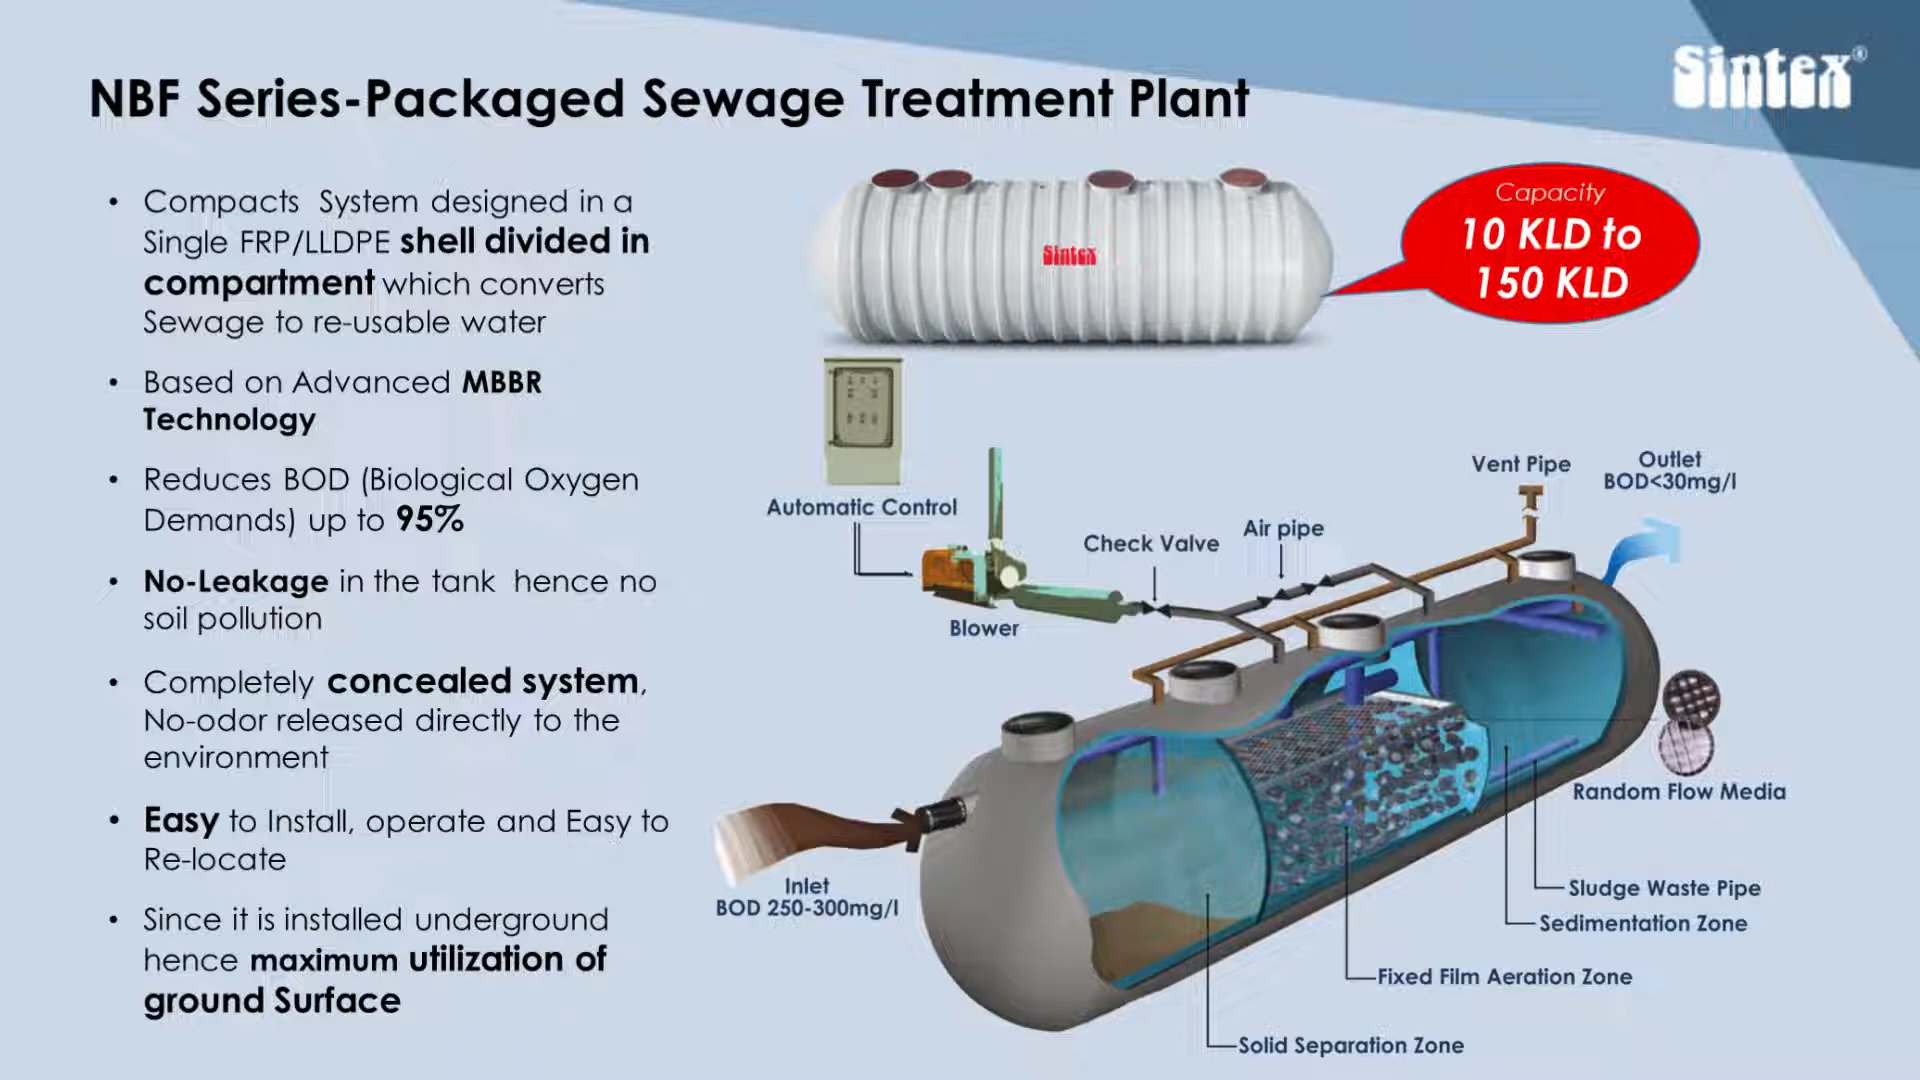 Sintex®
NBF Series-Packaged Sewage Treatment Plant
• Compacts System designed in a
Single FRP/LLDPE shell divided in
compartment which converts
Sewage to re-usable water
• Based on Advanced MBBR
Technology
• Reduces BOD (Biological Oxygen
Demands) up to 95%
• No-Leakage in the tank hence no
soil pollution
• Completely concealed system,
No-odor released directly to the
environment
• Easy to Install, operate and Easy to
Re-locate
• Since it is installed underground
hence maximum utilization of
ground Surface
Sintex
Capacity
10 KLD to
150 KLD
Automatic Control
Blower
Check Valve
Air pipe
Vent Pipe
Outlet
BOD<30mg/l
Random Flow Media
Inlet
BOD 250-300mg/l
Sludge Waste Pipe
Sedimentation Zone
Fixed Film Aeration Zone
Solid Separation Zone